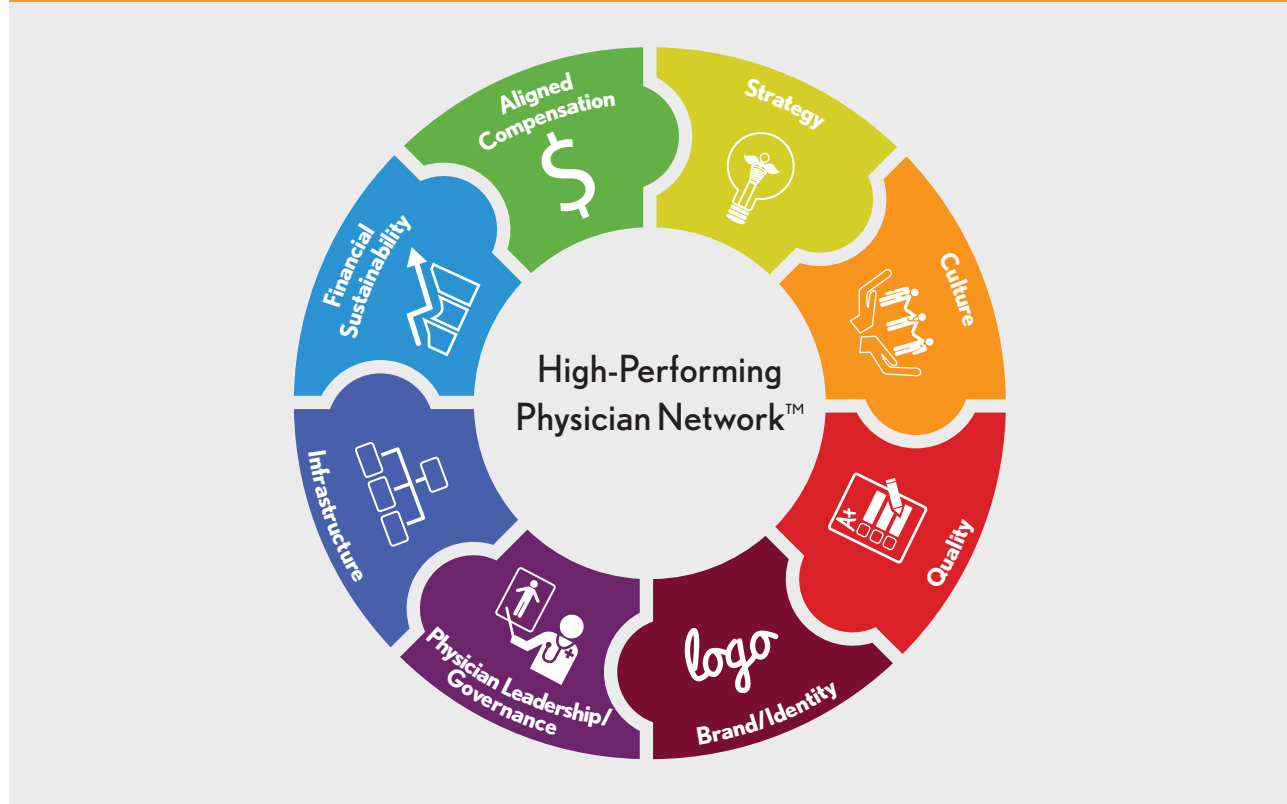 Aligned
Compensation
Strategy
Culture
Quality
A+
Brand/Identity
logo
Physician Leadership/
Governance
Infrastructure
Financial
Sustainability
$
High-Performing
Physician Network™